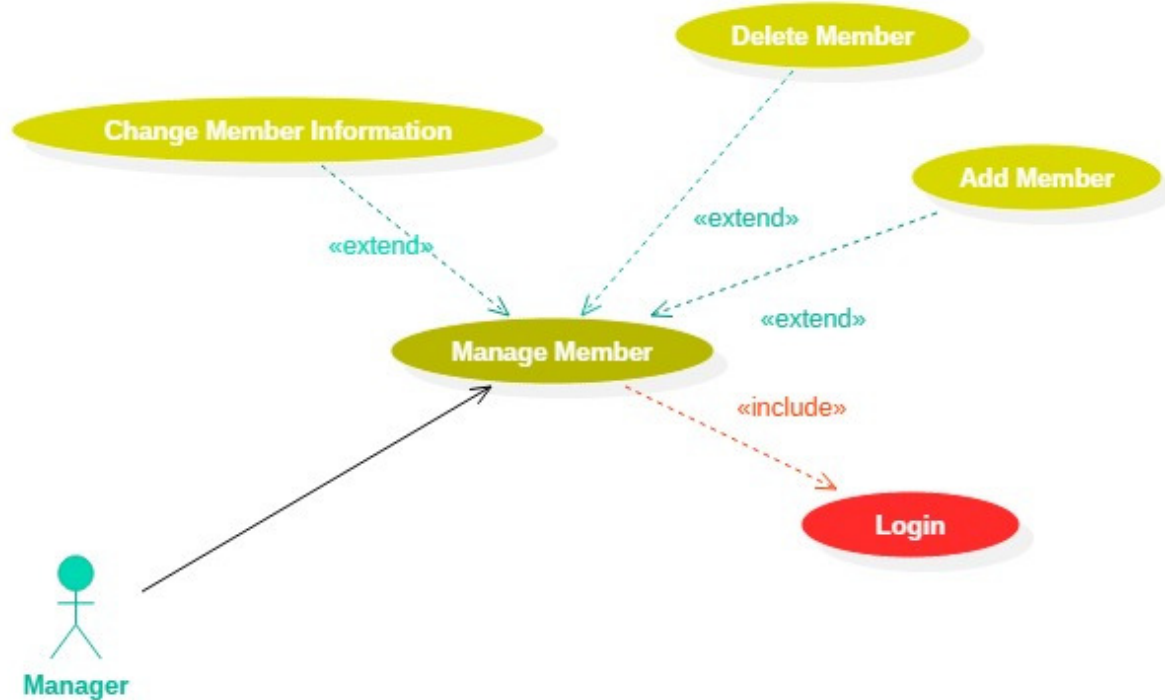 Delete Member
Change Member Information
Add Member
«extend»
«extend»
«extend»
Manage Member
«include»
Login
Manager